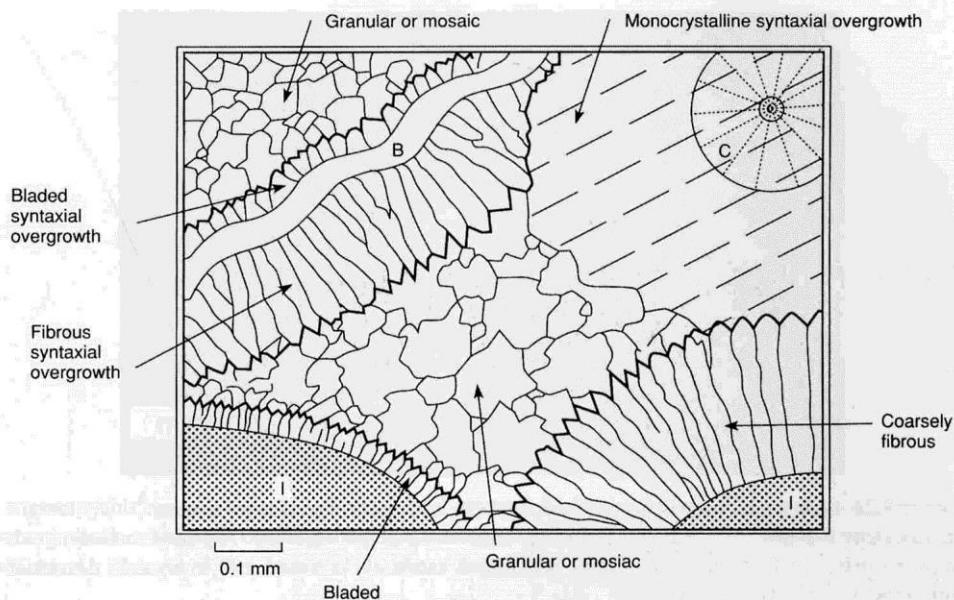 Granular or mosaic
Monocrystalline syntaxial overgrowth
B
C
Bladed
syntaxial
overgrowth
Fibrous
syntaxial
overgrowth
Coarsely
fibrous
I
I
0.1 mm
Granular or mosiac
Bladed